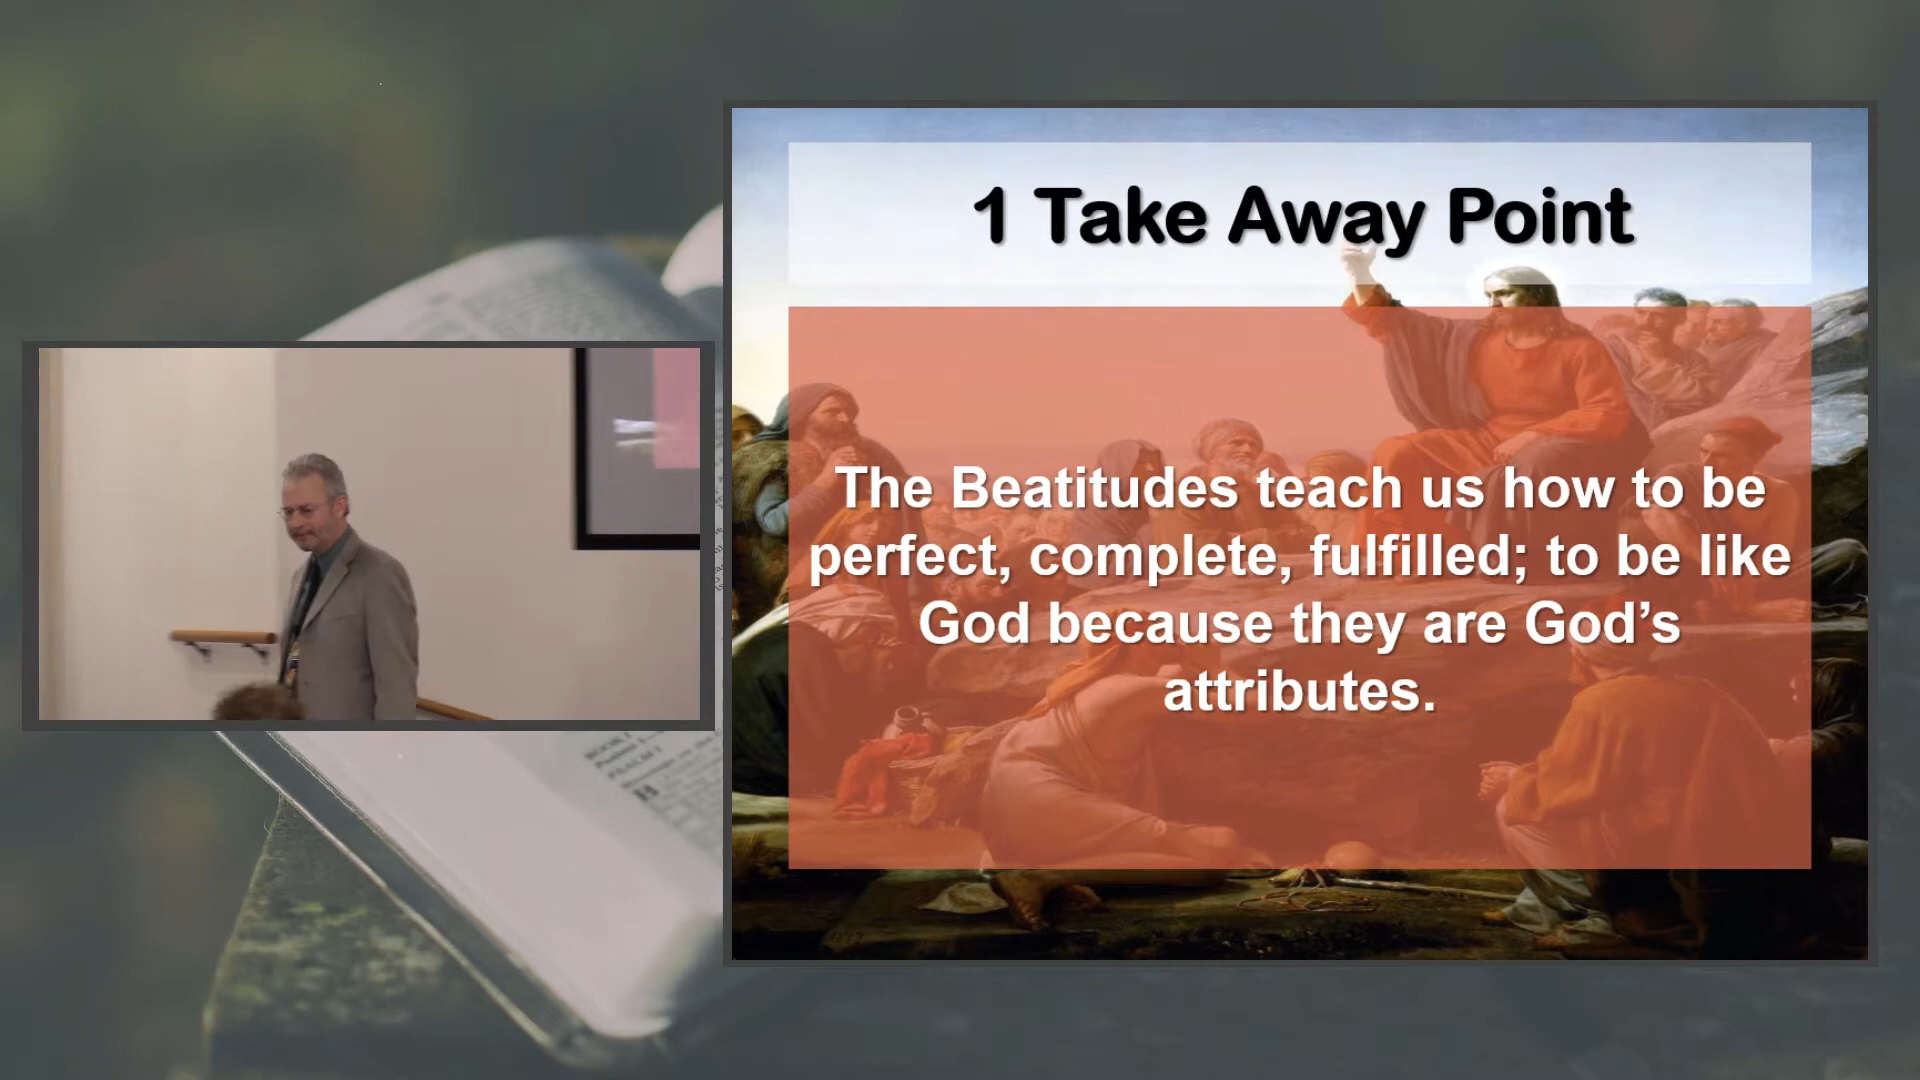 1 Take Away Point
The Beatitudes teach us how to be
perfect, complete, fulfilled; to be like
God because they are God’s
attributes.